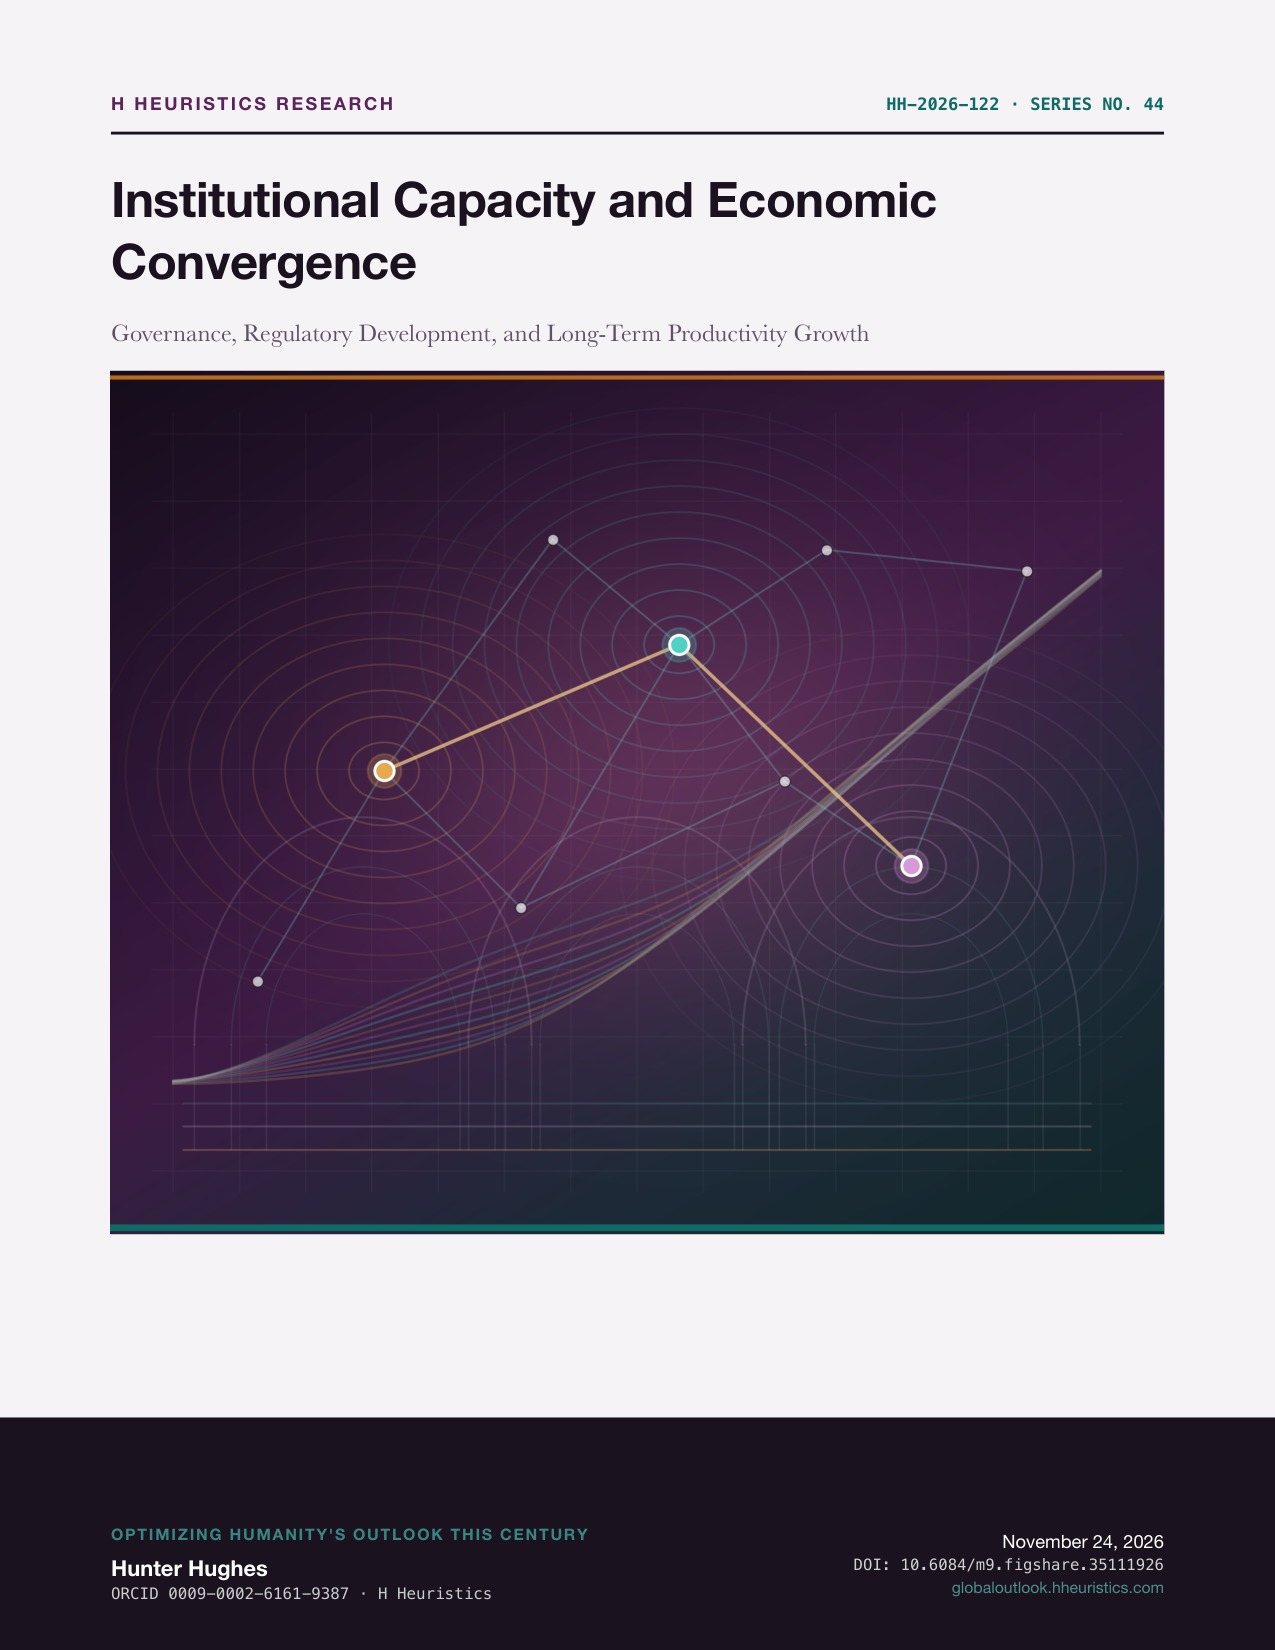 H HEURISTICS RESEARCH
HH–2026–122 · SERIES NO. 44
Institutional Capacity and Economic
Convergence
Governance, Regulatory Development, and Long-Term Productivity Growth
OPTIMIZING HUMANITY'S OUTLOOK THIS CENTURY
Hunter Hughes
ORCID 0009–0002–6161–9387 · H Heuristics
November 24, 2026
DOI: 10.6084/m9.figshare.35111926
globaloutlook.hheuristics.com